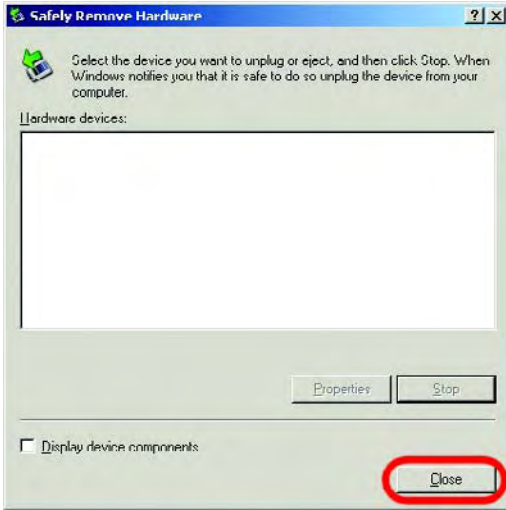 Safely Remove Hardware
Select the device you want to unplug or eject, and then click Stop. When
Windows notifies you that it is safe to do so unplug the device from your
computer.
Hardware devices:
Properties
Stop
Display device components
Close